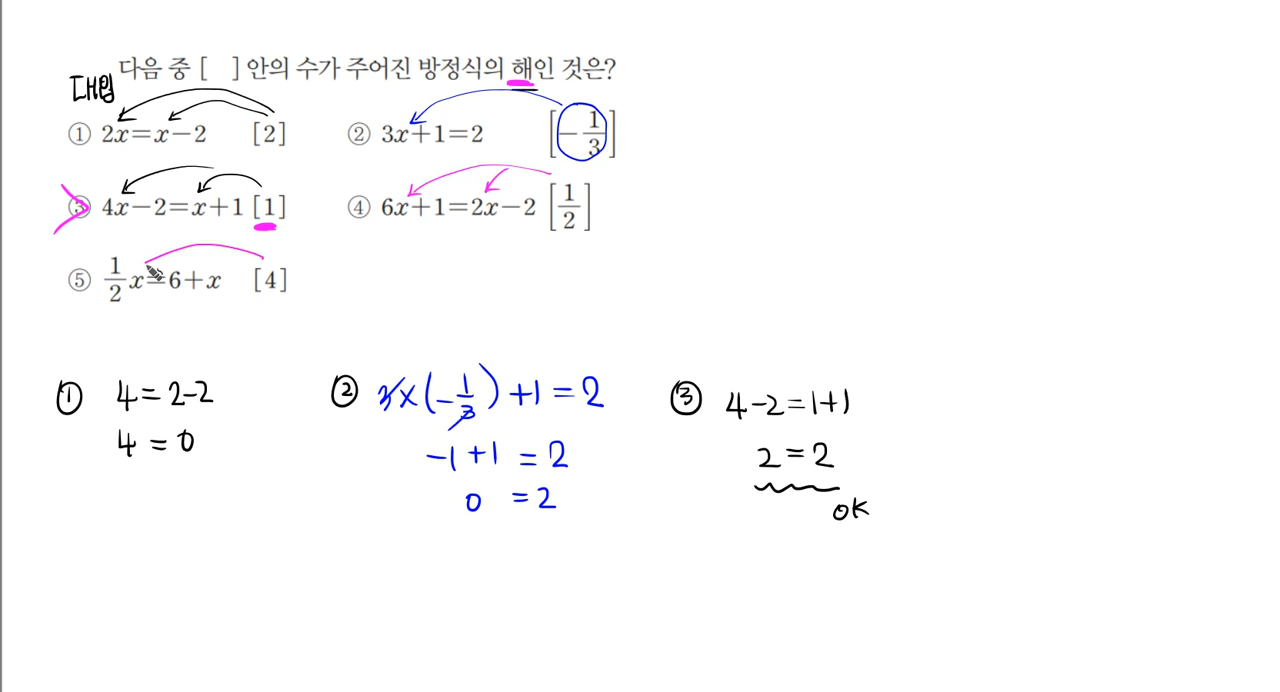 다음 중 [ ] 안의 수가 주어진 방정식의 해인 것은?
대입
① 2x=x−2 [2] ② 3x+1=2 [−1/3]
③ 4x−2=x+1 [1] ④ 6x+1=2x−2 [1/2]
⑤ 1/2x=6+x [4]
① 4=2-2
4=0
② 3×(-1/3)+1=2
-1+1=2
0=2
③ 4-2=1+1
2=2
ok